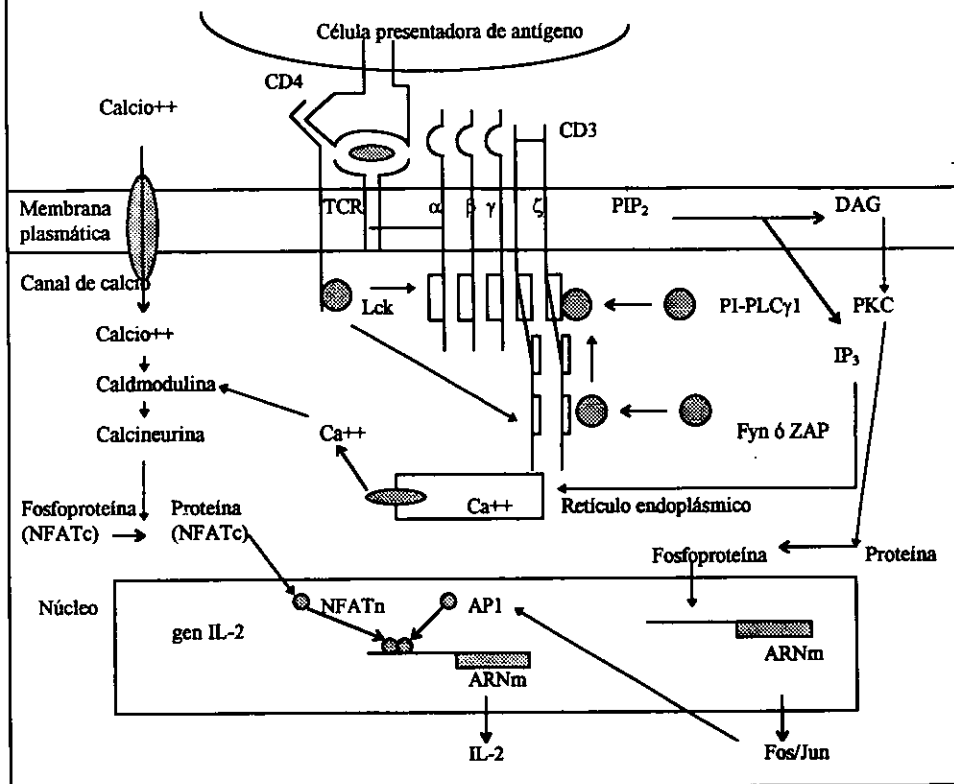 Célula presentadora de antígeno
CD4
Calcio++
CD3
Membrana
plasmática
TCR
α
β
γ
ζ
PIP₂
DAG
Canal de calcio
Lck
PI-PLCγ1
PKC
Calcio++
IP₃
Caldmodulina
Calcineurina
Ca++
Fyn ó ZAP
Ca++
Retículo endoplásmico
Fosfoproteína
(NFATc)
Proteína
(NFATc)
Fosfoproteína
Proteína
Núcleo
NFATn
AP1
gen IL-2
ARNm
ARNm
IL-2
Fos/Jun